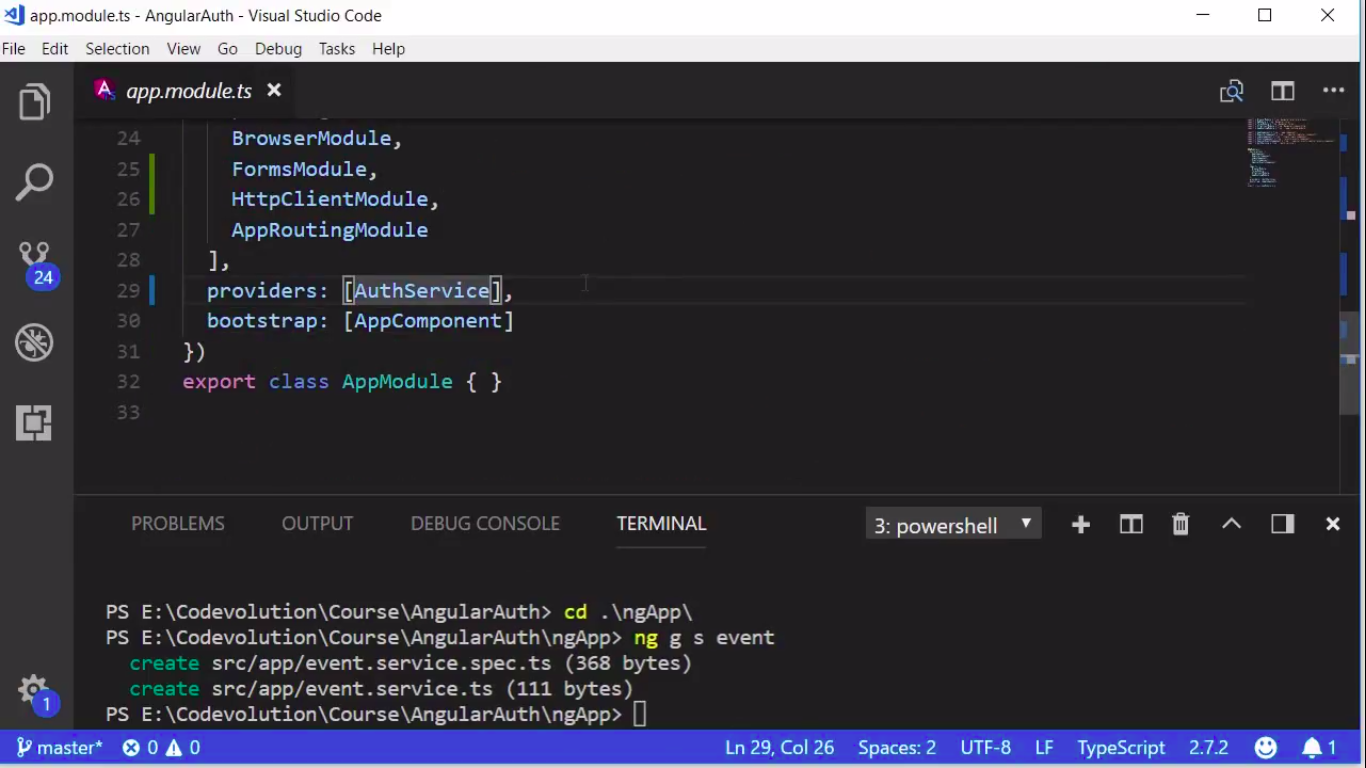 app.module.ts - AngularAuth - Visual Studio Code
File Edit Selection View Go Debug Tasks Help
app.module.ts
24 BrowserModule,
25 FormsModule,
26 HttpClientModule,
27 AppRoutingModule
28 ],
29 providers: [AuthService],
30 bootstrap: [AppComponent]
31 })
32 export class AppModule { }
33
24
PROBLEMS OUTPUT DEBUG CONSOLE TERMINAL 3: powershell
PS E:\Codevolution\Course\AngularAuth> cd .\ngApp\
PS E:\Codevolution\Course\AngularAuth\ngApp> ng g s event
create src/app/event.service.spec.ts (368 bytes)
create src/app/event.service.ts (111 bytes)
PS E:\Codevolution\Course\AngularAuth\ngApp>
1
master* 0 0 Ln 29, Col 26 Spaces: 2 UTF-8 LF TypeScript 2.7.2 1